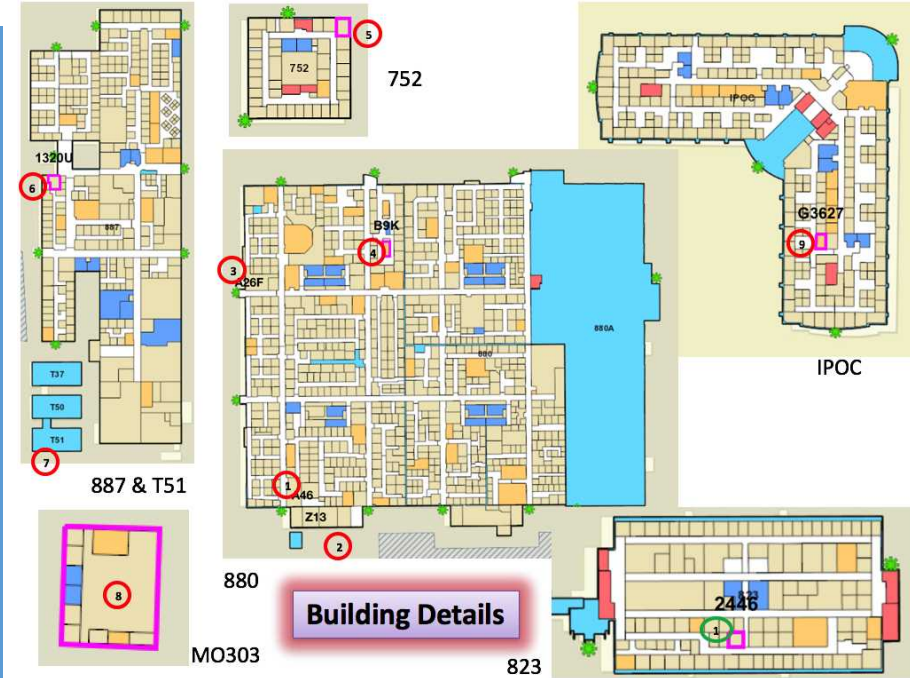 1320U
6
887
T37
T50
T51
7
887 & T51
752
5
752
IPOC
G3627
9
IPOC
B9K
4
3
A26F
880A
880
1
A46
Z13
2
880
8
MO303
Building Details
823
2446
1
823